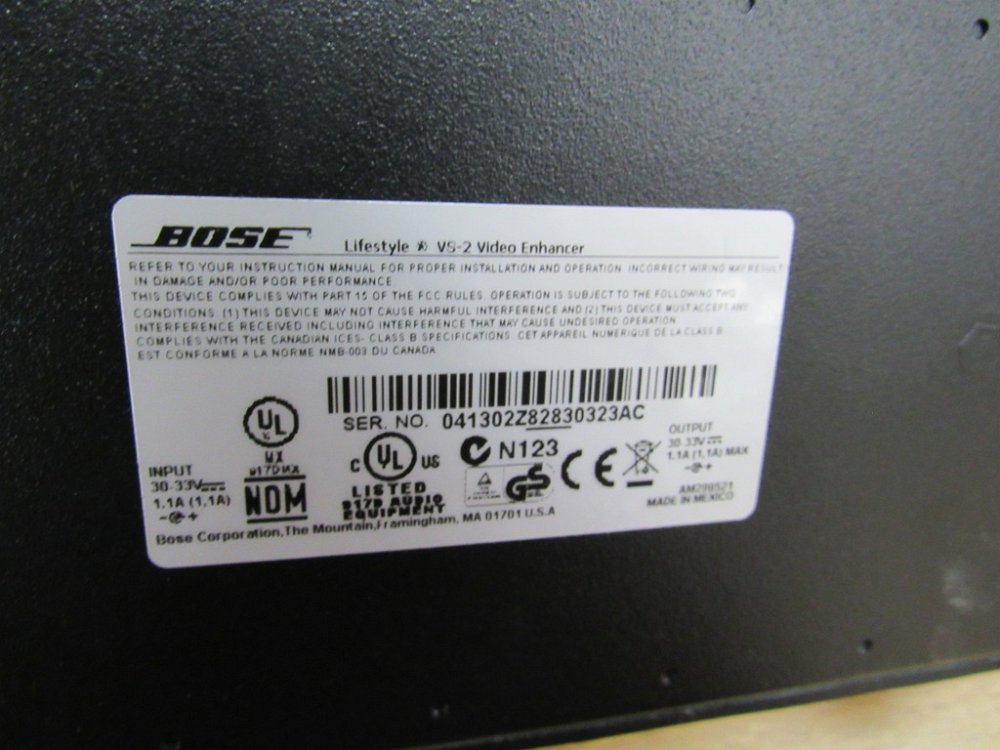 BOSE Lifestyle ® VS-2 Video Enhancer
REFER TO YOUR INSTRUCTION MANUAL FOR PROPER INSTALLATION AND OPERATION. INCORRECT WIRING MAY RESULT
IN DAMAGE AND/OR POOR PERFORMANCE.
THIS DEVICE COMPLIES WITH PART 15 OF THE FCC RULES. OPERATION IS SUBJECT TO THE FOLLOWING TWO
CONDITIONS. (1) THIS DEVICE MAY NOT CAUSE HARMFUL INTERFERENCE AND (2) THIS DEVICE MUST ACCEPT ANY
INTERFERENCE RECEIVED INCLUDING INTERFERENCE THAT MAY CAUSE UNDESIRED OPERATION.
COMPLIES WITH THE CANADIAN ICES- CLASS B SPECIFICATIONS. CET APPAREIL NUMERIQUE DE LA CLASS B
EST CONFORME A LA NORME NMB-003 DU CANADA
SER. NO. 041302Z82830323AC
INPUT
30-33V
1.1A (1,1A)
UL
MX
917D MX
NOM
C UL US
LISTED
917D AUDIO
EQUIPMENT
N123
GS
CE
OUTPUT
30-33V
1.1A (1,1A) MAX
AM298521
MADE IN MEXICO
Bose Corporation,The Mountain,Framingham, MA 01701 U.S.A